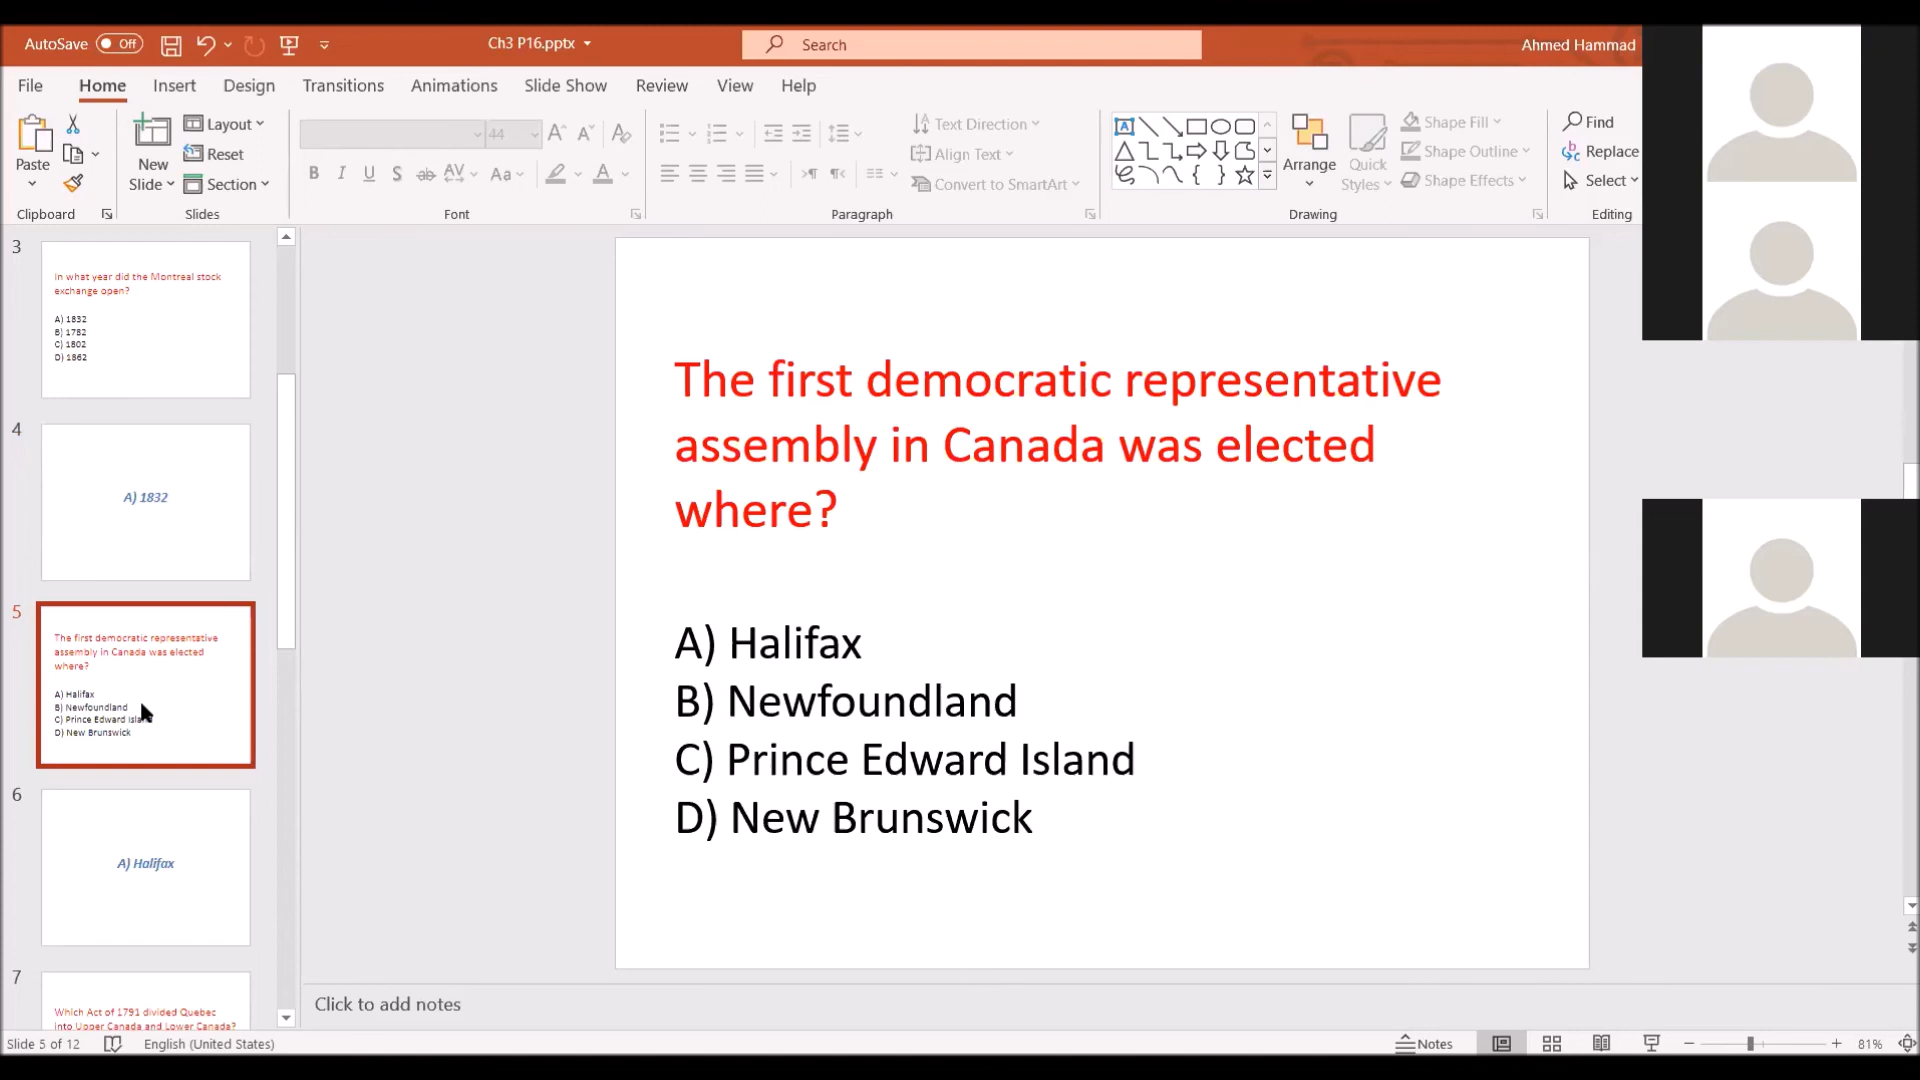 AutoSave Off
Ch3 P16.pptx
Search
Ahmed Hammad
File Home Insert Design Transitions Animations Slide Show Review View Help
Paste
New
Slide
Layout
Reset
Section
44
Text Direction
Align Text
Convert to SmartArt
Arrange
Quick
Styles
Shape Fill
Shape Outline
Shape Effects
Find
Replace
Select
Clipboard Slides Font Paragraph Drawing Editing
3
In what year did the Montreal stock
exchange open?
A) 1832
B) 1782
C) 1802
D) 1862
4
A) 1832
5
The first democratic representative
assembly in Canada was elected
where?
A) Halifax
B) Newfoundland
C) Prince Edward Island
D) New Brunswick
6
A) Halifax
7
Which Act of 1791 divided Quebec
into Upper Canada and Lower Canada?
The first democratic representative
assembly in Canada was elected
where?
A) Halifax
B) Newfoundland
C) Prince Edward Island
D) New Brunswick
Click to add notes
Slide 5 of 12 English (United States) Notes 81%